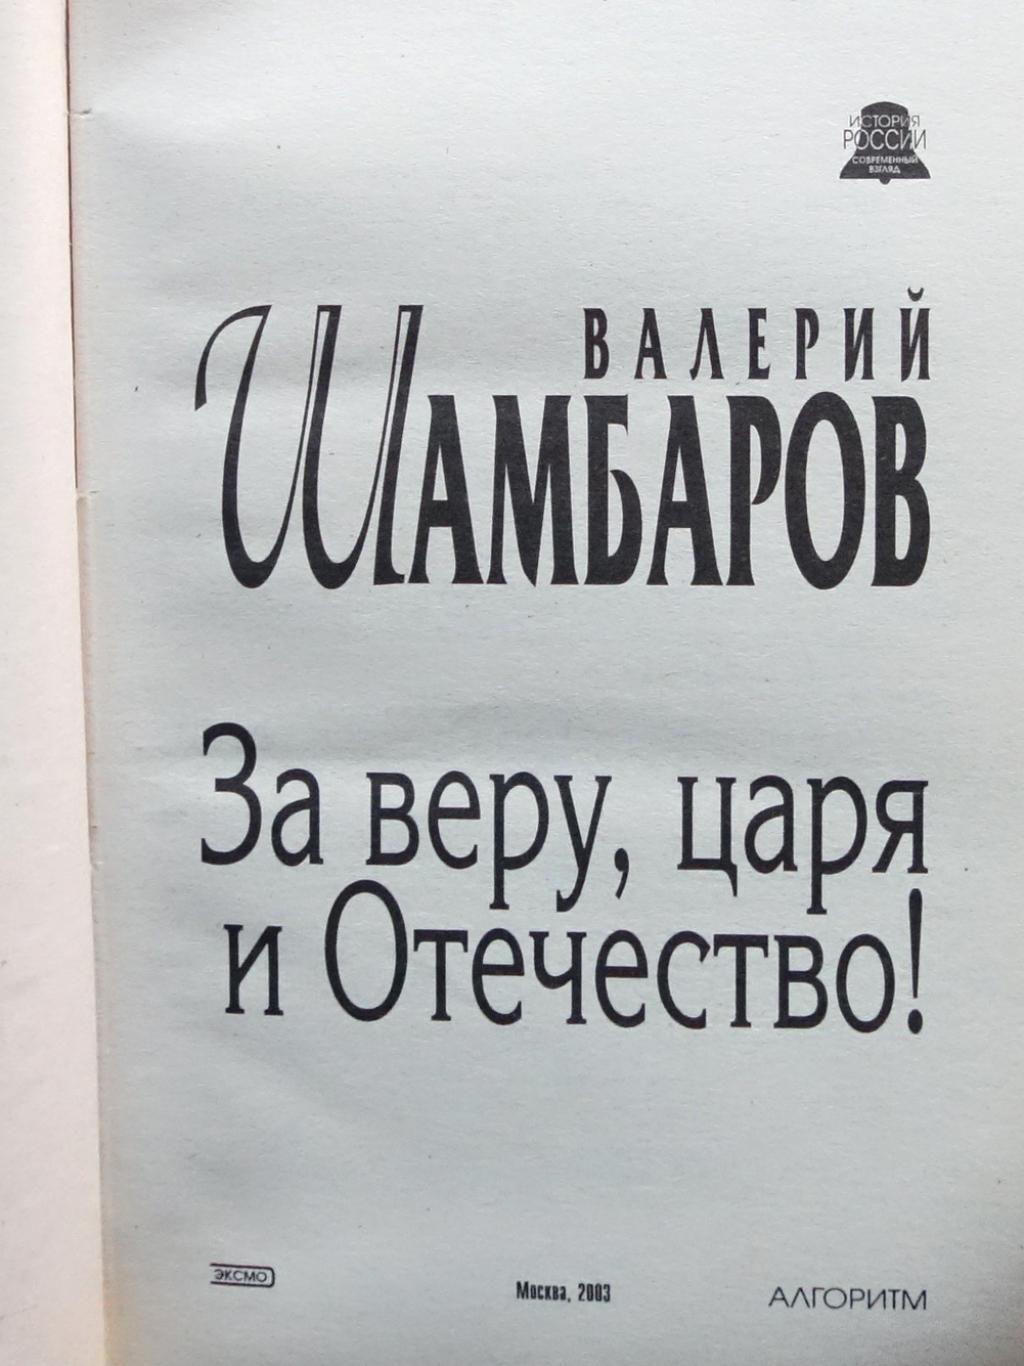 ИСТОРИЯ
РОССИИ
СОВРЕМЕННЫЙ
ВЗГЛЯД
ВАЛЕРИЙ
ШАМБАРОВ
За веру, царя
и Отечество!
ЭКСМО
Москва, 2003
АЛГОРИТМ